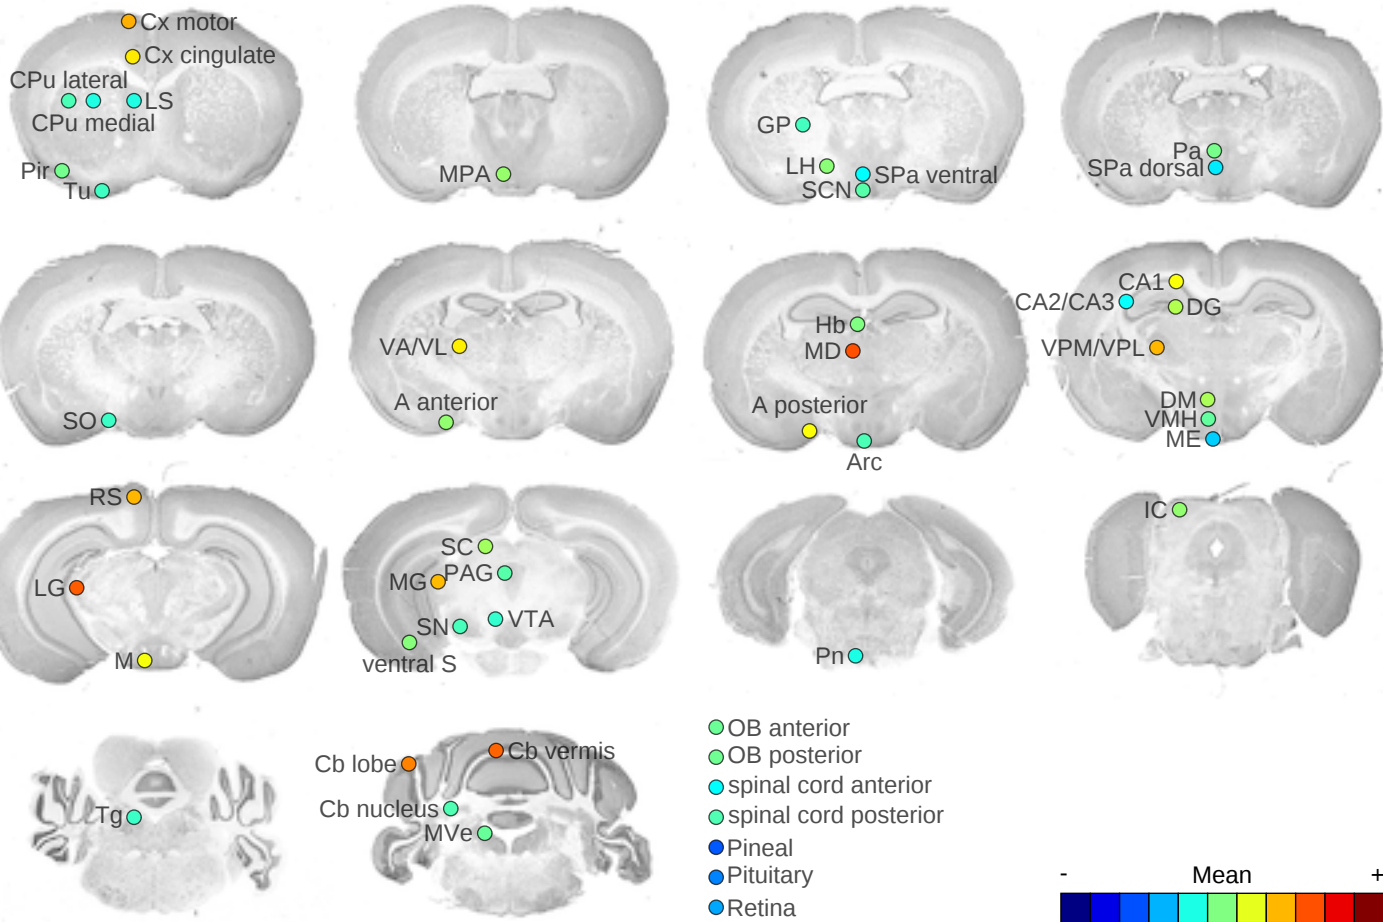 Cx motor
Cx cingulate
CPu lateral
LS
CPu medial
Pir
Tu
MPA
GP
LH
SPa ventral
SCN
Pa
SPa dorsal
SO
VA/VL
A anterior
Hb
MD
A posterior
Arc
CA1
CA2/CA3
DG
VPM/VPL
DM
VMH
ME
RS
LG
M
SC
PAG
MG
SN
VTA
ventral S
Pn
IC
Tg
Cb lobe
Cb vermis
Cb nucleus
MVe
OB anterior
OB posterior
spinal cord anterior
spinal cord posterior
Pineal
Pituitary
Retina
- Mean +